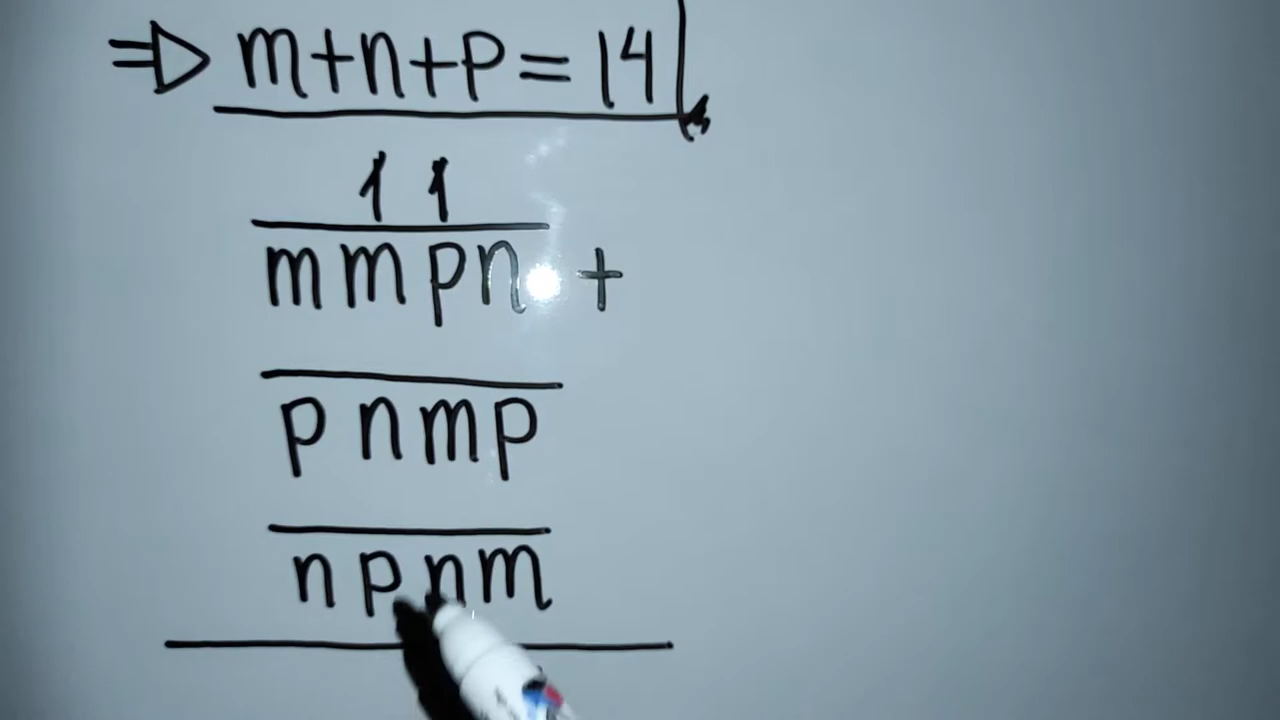 ⇒ m+n+p=14
1 1
mmpn +
pnmp
npnm